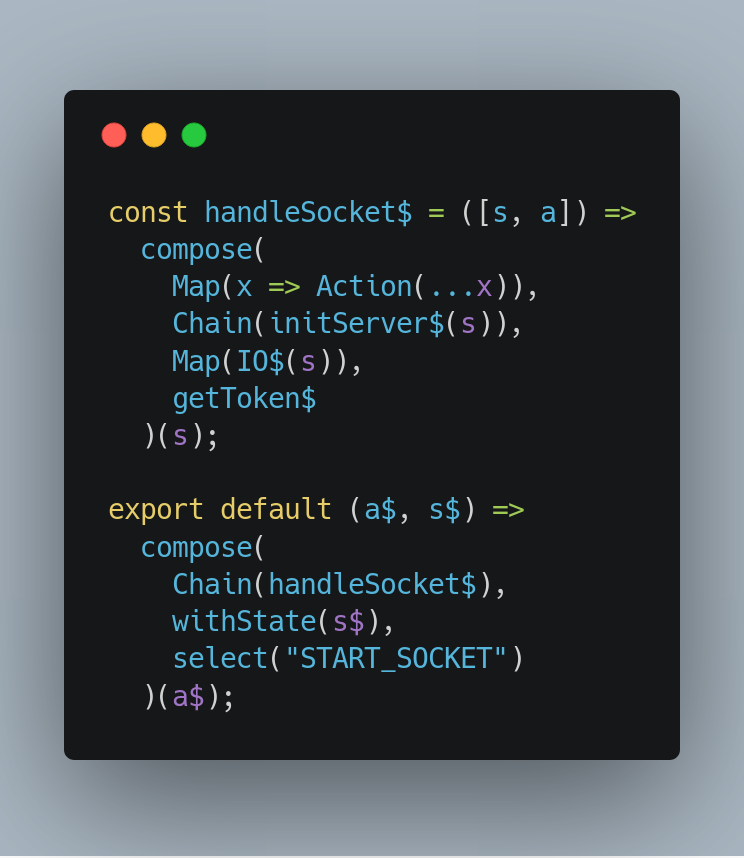 const handleSocket$ = ([s, a]) =>
  compose(
    Map(x => Action(...x)),
    Chain(initServer$(s)),
    Map(IO$(s)),
    getToken$
  )(s);

export default (a$, s$) =>
  compose(
    Chain(handleSocket$),
    withState(s$),
    select("START_SOCKET")
  )(a$);